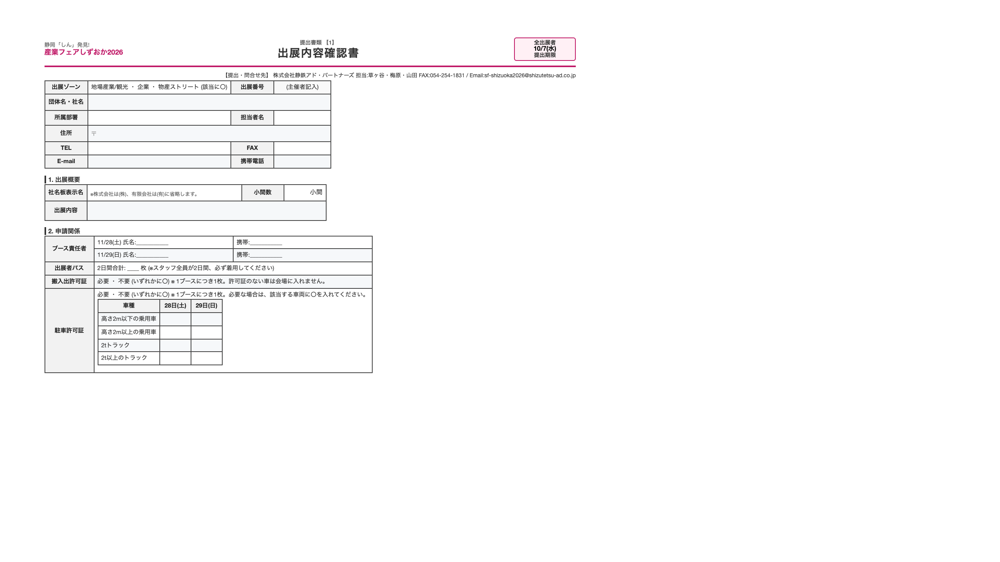 静岡「しん」発見!
産業フェアしずおか2026
提出書類 【1】
出展内容確認書
全出展者
10/7(水)
提出期限
【提出・問合せ先】 株式会社静鉄アド・パートナーズ 担当:草ヶ谷・梅原・山田 FAX:054-254-1831 / Email:sf-shizuoka2026@shizutetsu-ad.co.jp
出展ゾーン 地場産業/観光 ・ 企業 ・ 物産ストリート (該当に〇) 出展番号 (主催者記入)
団体名・社名
所属部署 担当者名
住所 〒
TEL FAX
E-mail 携帯電話
1. 出展概要
社名板表示名 ※株式会社は(株)、有限会社は(有)に省略します。 小間数 小間
出展内容
2. 申請関係
ブース責任者 11/28(土) 氏名:___________ 携帯:___________
11/29(日) 氏名:___________ 携帯:___________
出展者パス 2日間合計: ____ 枚 (※スタッフ全員が2日間、必ず着用してください)
搬入出許可証 必要 ・ 不要 (いずれかに〇) ※ 1ブースにつき1枚。許可証のない車は会場に入れません。
駐車許可証 必要 ・ 不要 (いずれかに〇) ※ 1ブースにつき1枚。必要な場合は、該当する車両に〇を入れてください。
車種 28日(土) 29日(日)
高さ2m以下の乗用車
高さ2m以上の乗用車
2tトラック
2t以上のトラック